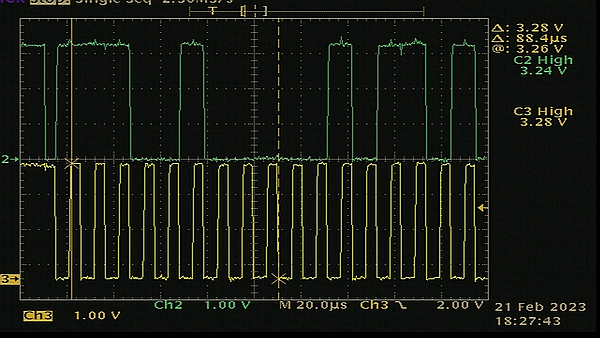 Stop: Single Seq 2.50MS/s
T
Δ: 3.28 V
Δ: 88.4µs
@: 3.26 V
C2 High
3.24 V
C3 High
3.28 V
2→
3→
Ch2 1.00 V M 20.0µs Ch3 2.00 V
Ch3 1.00 V
21 Feb 2023
18:27:43